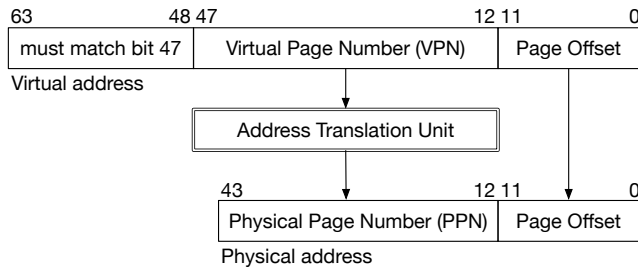 63 48 47 12 11 0
must match bit 47 Virtual Page Number (VPN) Page Offset
Virtual address
Address Translation Unit
43 12 11 0
Physical Page Number (PPN) Page Offset
Physical address